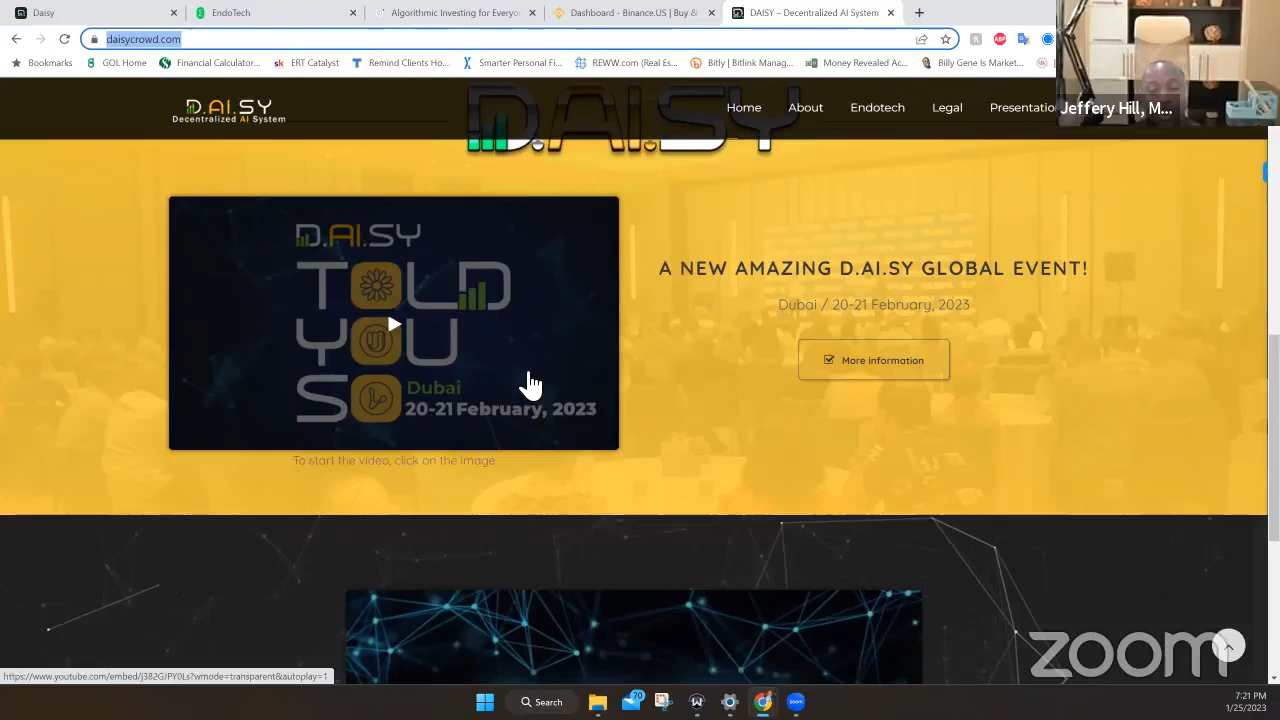 Daisy
EndoTech
Algorithmic Investing for Everyo
Dashboard - Binance.US | Buy &
DAISY – Decentralized AI System
daisycrowd.com
ABP
Bookmarks
GOL Home
Financial Calculator...
sk ERT Catalyst
Remind Clients Ho...
Smarter Personal Fi...
REWW.com (Real Es...
Bitly | Bitlink Manag...
Money Revealed Ac...
Billy Gene Is Market...
Jeffery Hill, M...
D.AI.SY
Decentralized AI System
Home
About
Endotech
Legal
Presentatio
D.AI.SY
D.AI.SY
TOLD
YOU
SO
Dubai
20-21 February, 2023
To start the video, click on the image
A NEW AMAZING D.AI.SY GLOBAL EVENT!
Dubai / 20-21 February, 2023
More information
zoom
https://www.youtube.com/embed/j382GJPY0Ls?wmode=transparent&autoplay=1
Search
70
zoom
7:21 PM
1/25/2023